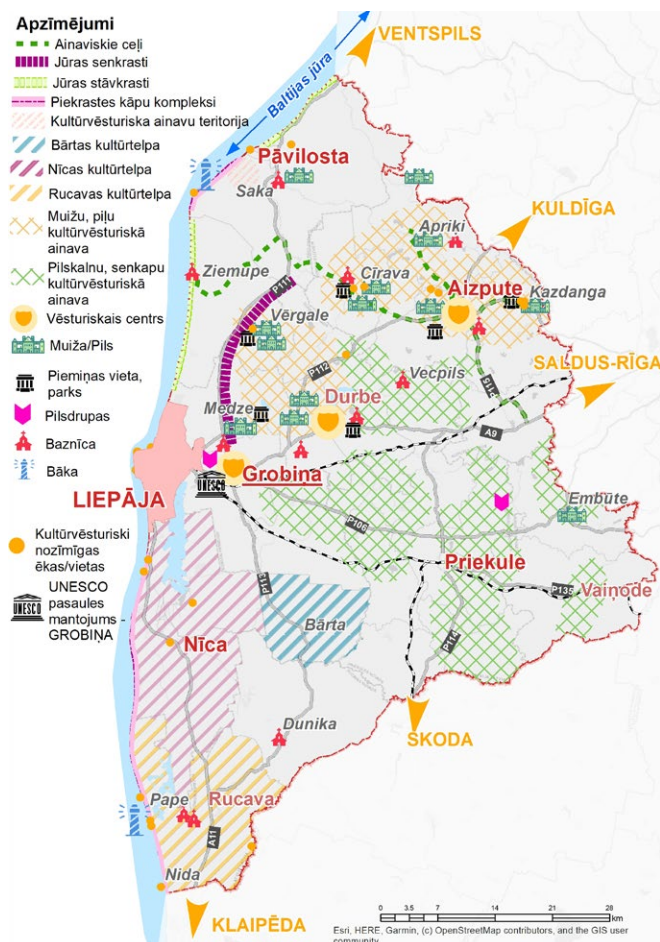 Apzīmējumi
Ainaviskie ceļi
Jūras senkrasti
Jūras stāvkrasti
Piekrastes kāpu kompleksi
Kultūrvēsturiska ainavu teritorija
Bārtas kultūrtelpa
Nīcas kultūrtelpa
Rucavas kultūrtelpa
Muižu, piļu
kultūrvēsturiskā
ainava
Pilskalnu, senkapu
kultūrvēsturiskā
ainava
Vēsturiskais centrs
Muiža/Pils
Piemiņas vieta,
parks
Pilsdrupas
Baznīca
Bāka
Kultūrvēsturiski
nozīmīgas
ēkas/vietas
UNESCO
UNESCO
pasaules
mantojums -
GROBIŅA
VENTSPILS
Baltijas jūra
Pāvilosta
Saka
KULDĪGA
Apriķi
Ziemupe
Cīrava
Aizpute
Kazdanga
P111
Vērgale
SALDUS-RĪGA
P112
Vecpils
P115
Durbe
Medze
A9
Grobiņa
UNESCO
LIEPĀJA
Embūte
P106
Priekule
P135
Vaiņode
P113
Bārta
P114
Nīca
Dunika
SKODA
Pape
Rucava
A11
Nida
KLAIPĒDA
0 3.5 7 14 21 28
km
Esri, HERE, Garmin, (c) OpenStreetMap contributors, and the GIS user
community